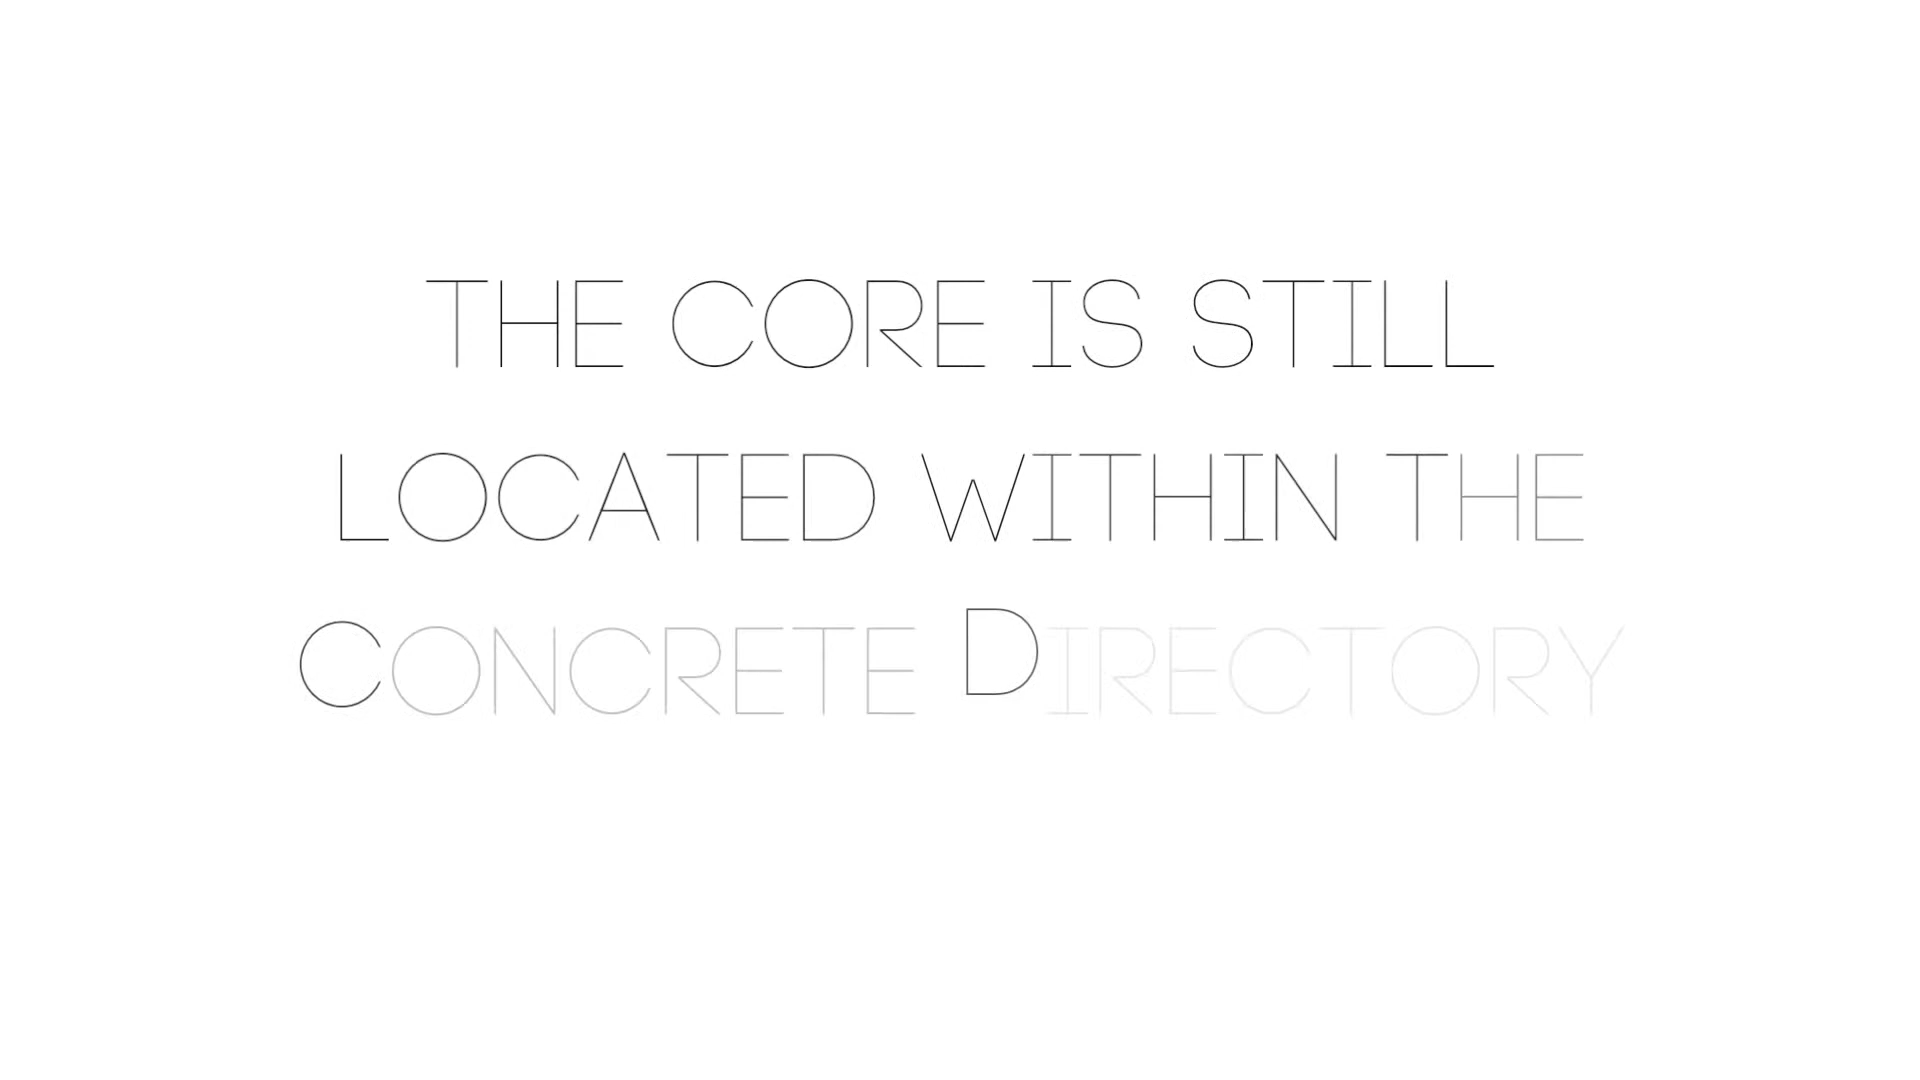 THE CORE IS STILL
LOCATED WITHIN THE
CONCRETE DIRECTORY